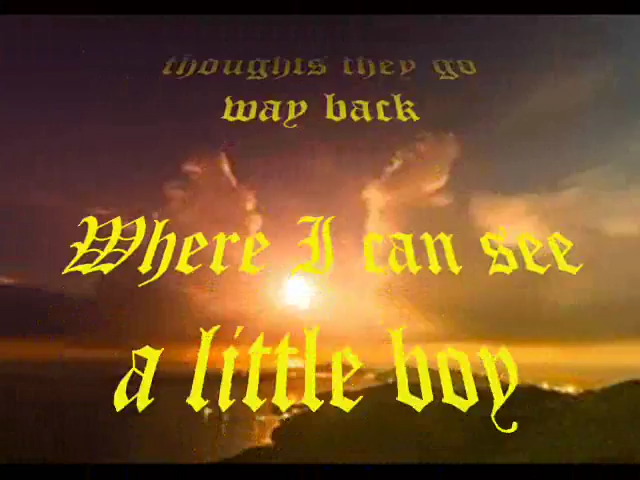 thoughts they go
way back
Where I can see
a little boy